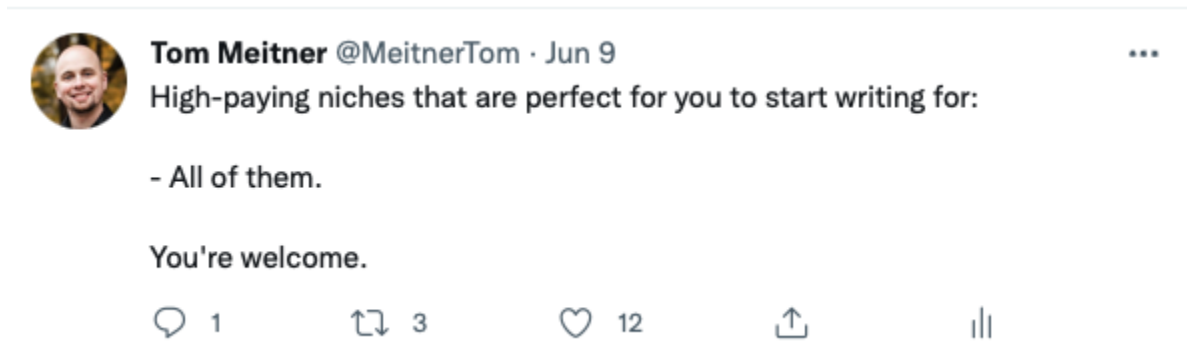 Tom Meitner @MeitnerTom · Jun 9
High-paying niches that are perfect for you to start writing for:
- All of them.
You're welcome.
1 3 12